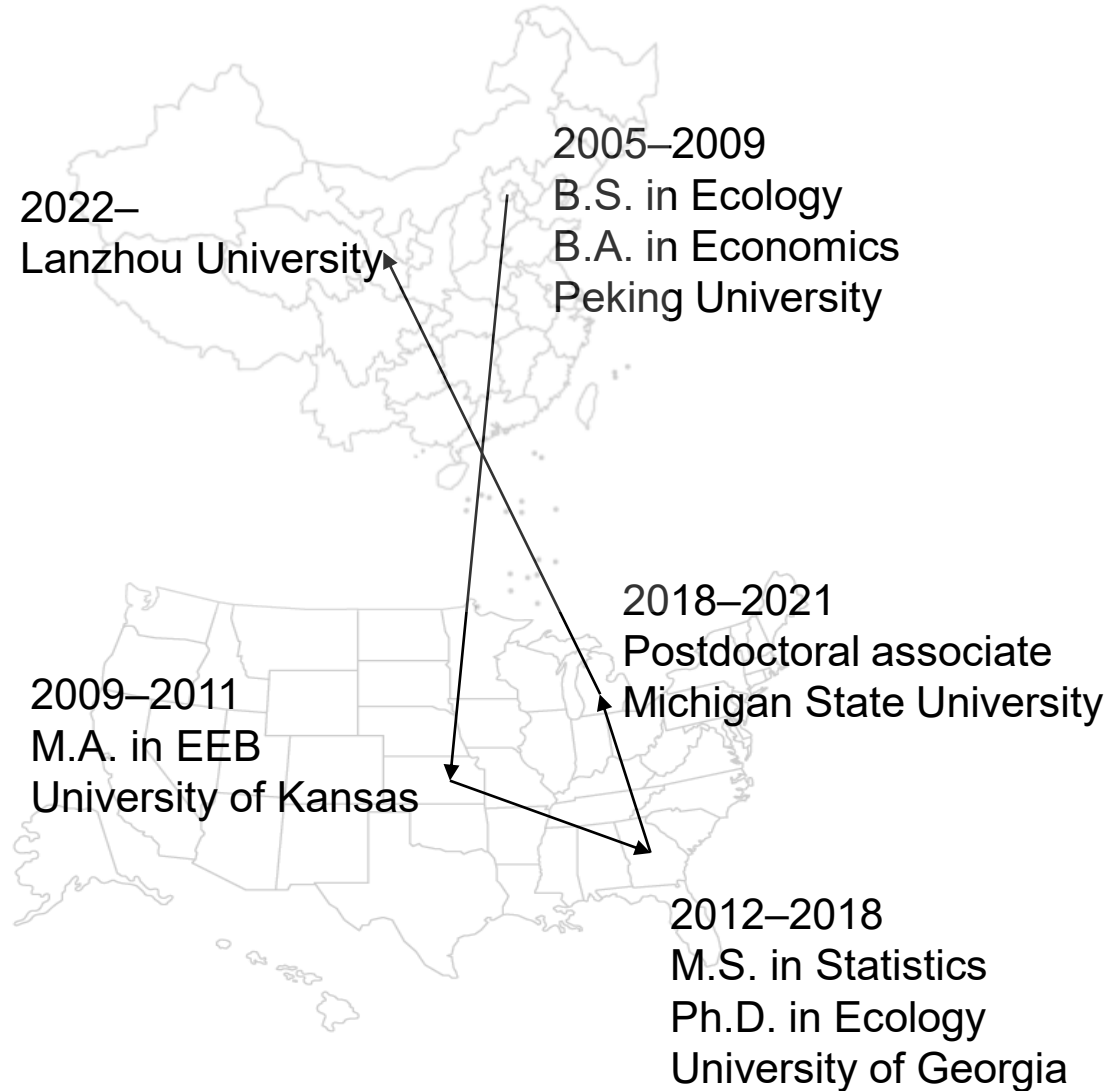 2005–2009
B.S. in Ecology
B.A. in Economics
Peking University
2022–
Lanzhou University
2018–2021
Postdoctoral associate
Michigan State University
2009–2011
M.A. in EEB
University of Kansas
2012–2018
M.S. in Statistics
Ph.D. in Ecology
University of Georgia